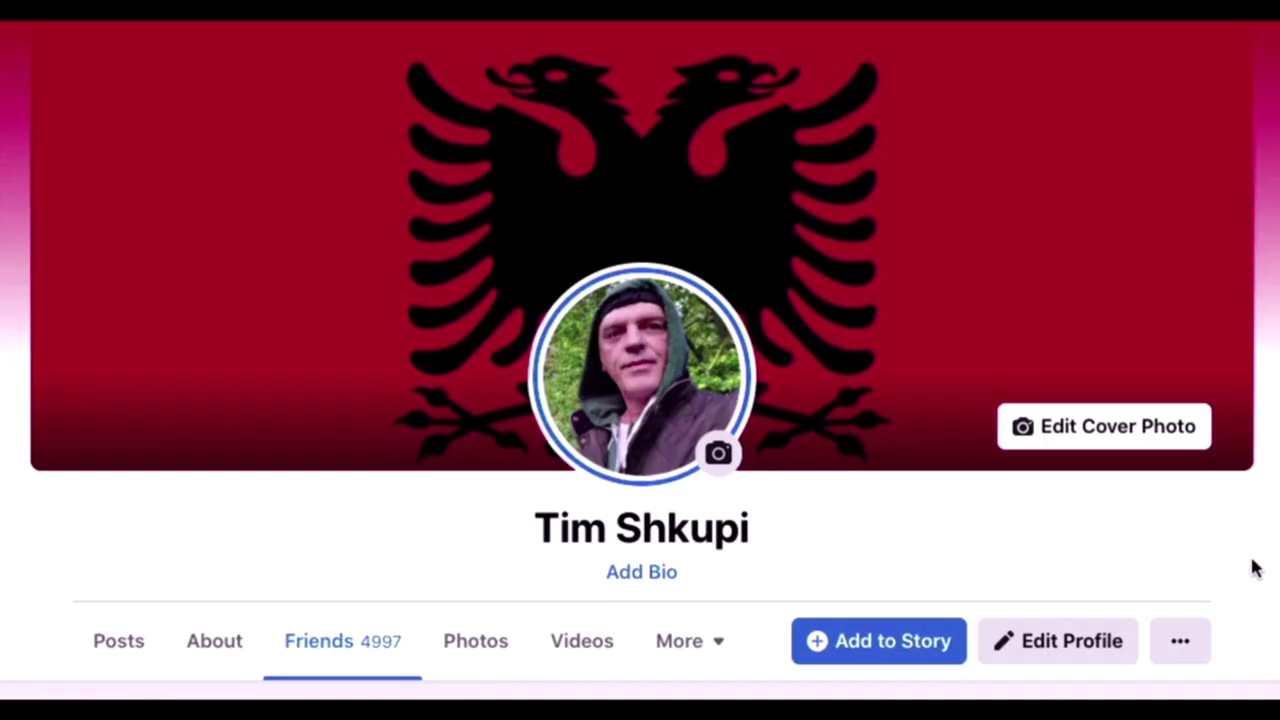 Edit Cover Photo
Tim Shkupi
Add Bio
Posts About Friends 4997 Photos Videos More Add to Story Edit Profile